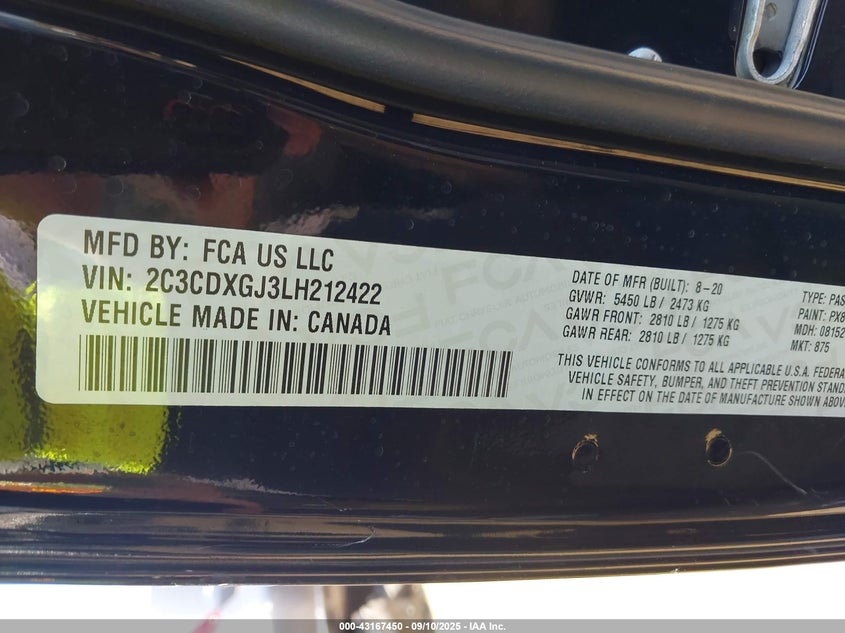 MFD BY: FCA US LLC
VIN: 2C3CDXGJ3LH212422
VEHICLE MADE IN: CANADA
DATE OF MFR (BUILT): 8-20
GVWR: 5450 LB / 2473 KG
GAWR FRONT: 2810 LB / 1275 KG
GAWR REAR: 2810 LB / 1275 KG
TYPE: PAS
PAINT: PX8
MDH: 08152
MKT: 875
THIS VEHICLE CONFORMS TO ALL APPLICABLE U.S.A. FEDERA
VEHICLE SAFETY, BUMPER, AND THEFT PREVENTION STAND
IN EFFECT ON THE DATE OF MANUFACTURE SHOWN ABOV
000-43167450 - 09/10/2025 - IAA Inc.